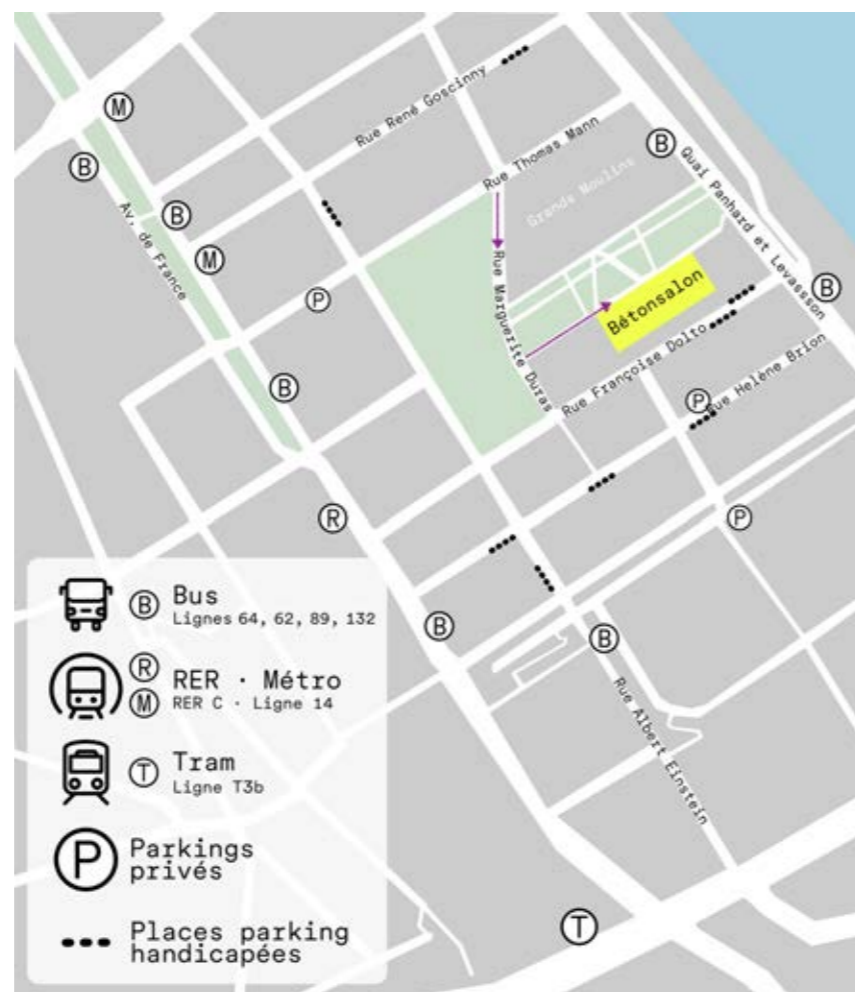 Rue René Goscinny
M
Rue Thomas Mann
B
B
Quai Panhard et Levassson
Grands Moulins
B
Av. de France
M
Rue Marguerite Duras
P
Bétonsalon
B
Rue Françoise Dolto
Rue Helène Brion
P
B
R
P
B
B
Rue Albert Einstein
T
B
Bus
Lignes 64, 62, 89, 132
R
M
RER · Métro
RER C · Ligne 14
T
Tram
Ligne T3b
P
Parkings
privés
Places parking
handicapées